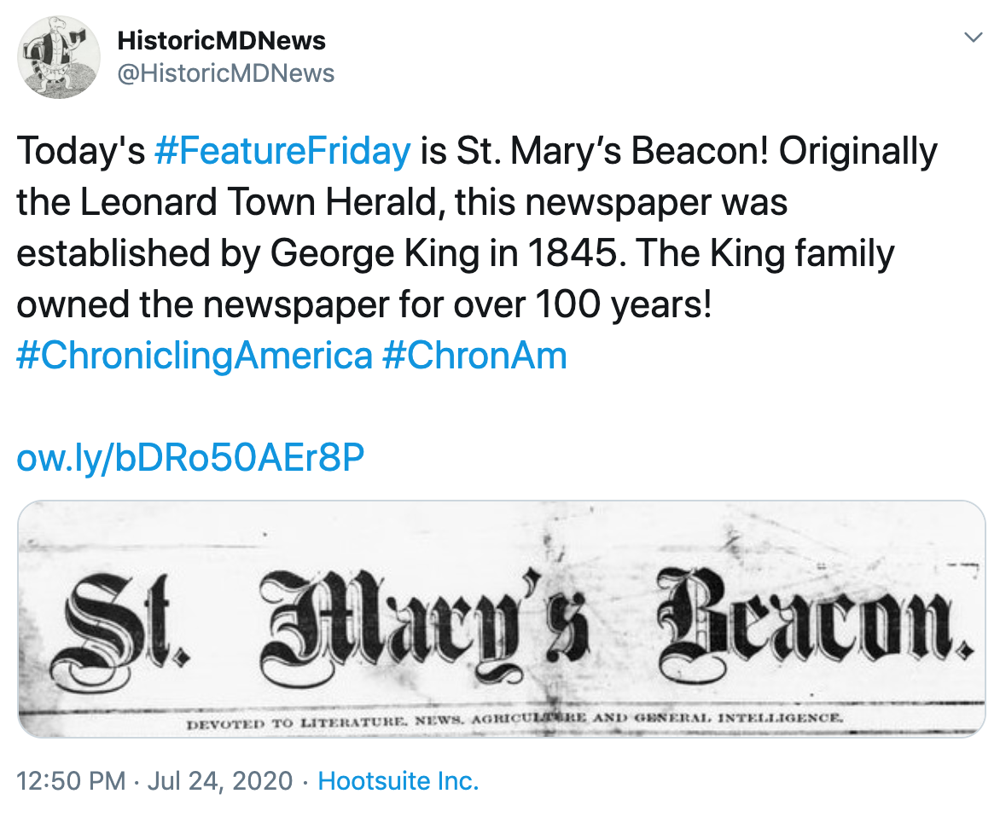 HistoricMDNews
@HistoricMDNews
Today's #FeatureFriday is St. Mary’s Beacon! Originally
the Leonard Town Herald, this newspaper was
established by George King in 1845. The King family
owned the newspaper for over 100 years!
#ChroniclingAmerica #ChronAm
ow.ly/bDRo50AEr8P
St. Mary's Beacon.
DEVOTED TO LITERATURE, NEWS, AGRICULTURE AND GENERAL INTELLIGENCE.
12:50 PM · Jul 24, 2020 · Hootsuite Inc.